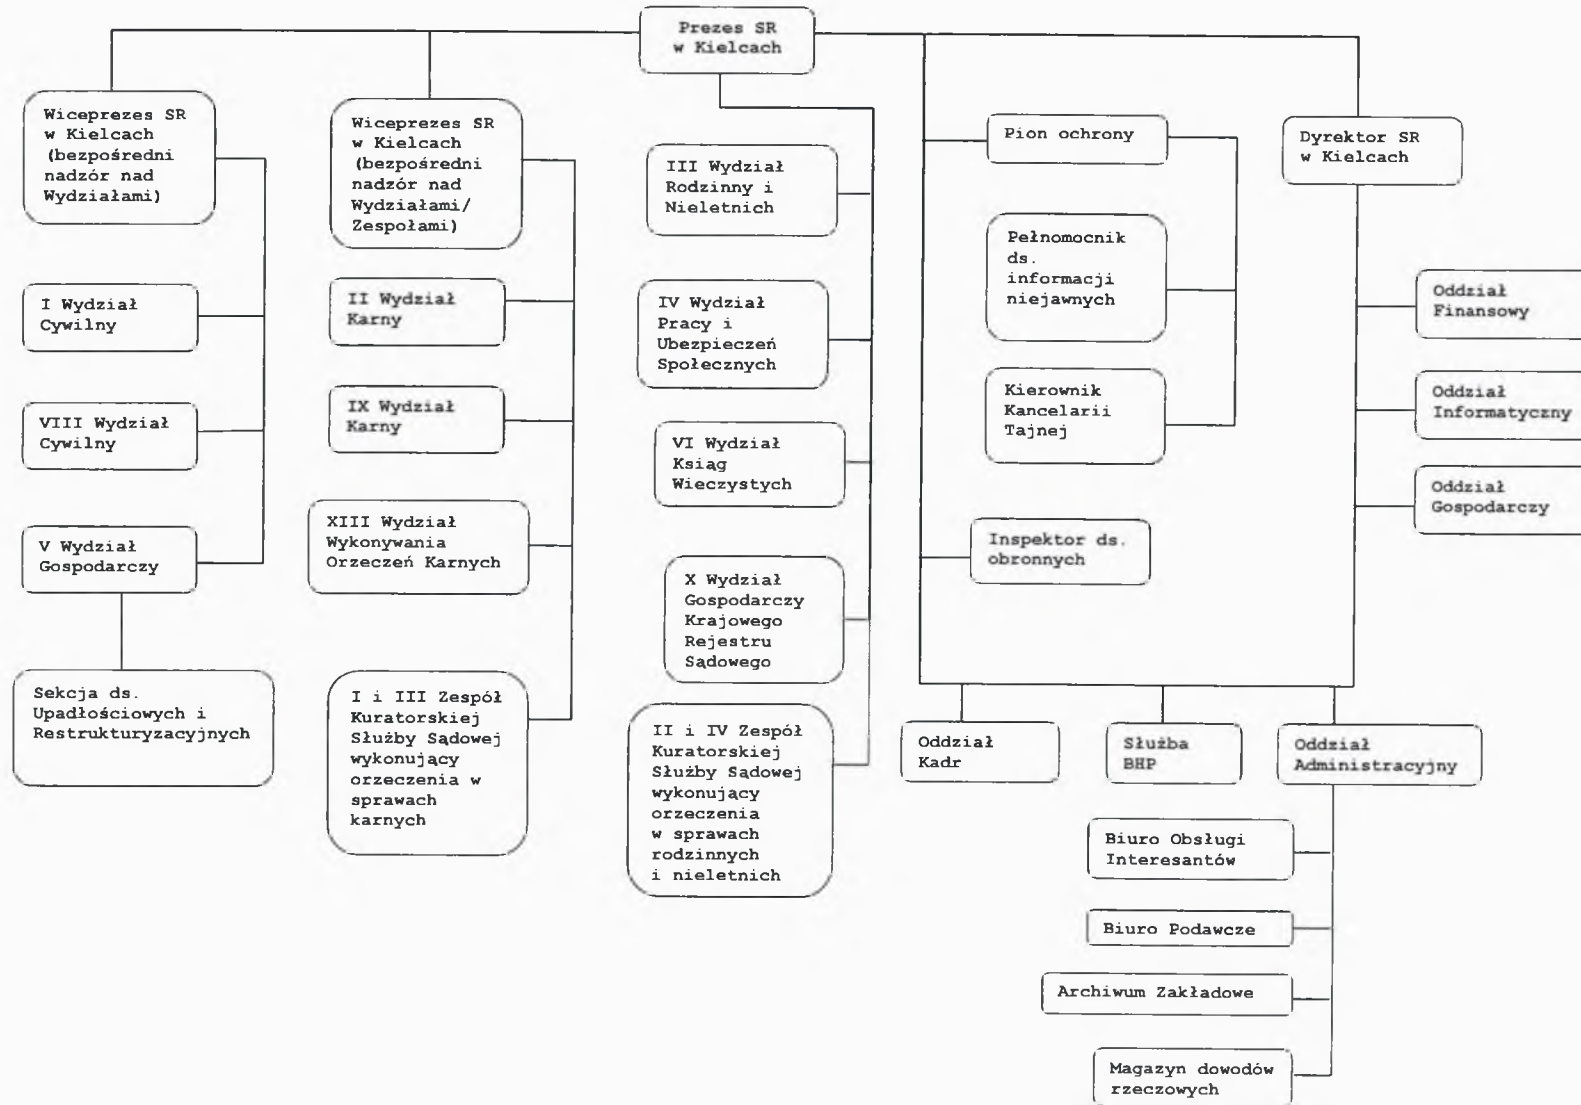 Prezes SR
w Kielcach
Wiceprezes SR
w Kielcach
(bezpośredni
nadzór nad
Wydziałami)
I Wydział
Cywilny
VIII Wydział
Cywilny
V Wydział
Gospodarczy
Sekcja ds.
Upadłościowych i
Restrukturyzacyjnych
Wiceprezes SR
w Kielcach
(bezpośredni
nadzór nad
Wydziałami/
Zespołami)
II Wydział
Karny
IX Wydział
Karny
XIII Wydział
Wykonywania
Orzeczeń Karnych
I i III Zespół
Kuratorskiej
Służby Sądowej
wykonujący
orzeczenia w
sprawach
karnych
III Wydział
Rodzinny i
Nieletnich
IV Wydział
Pracy i
Ubezpieczeń
Społecznych
VI Wydział
Ksiąg
Wieczystych
X Wydział
Gospodarczy
Krajowego
Rejestru
Sądowego
II i IV Zespół
Kuratorskiej
Służby Sądowej
wykonujący
orzeczenia
w sprawach
rodzinnych
i nieletnich
Pion ochrony
Pełnomocnik
ds.
informacji
niejawnych
Kierownik
Kancelarii
Tajnej
Inspektor ds.
obronnych
Dyrektor SR
w Kielcach
Oddział
Finansowy
Oddział
Informatyczny
Oddział
Gospodarczy
Oddział
Kadr
Służba
BHP
Oddział
Administracyjny
Biuro Obsługi
Interesantów
Biuro Podawcze
Archiwum Zakładowe
Magazyn dowodów
rzeczowych